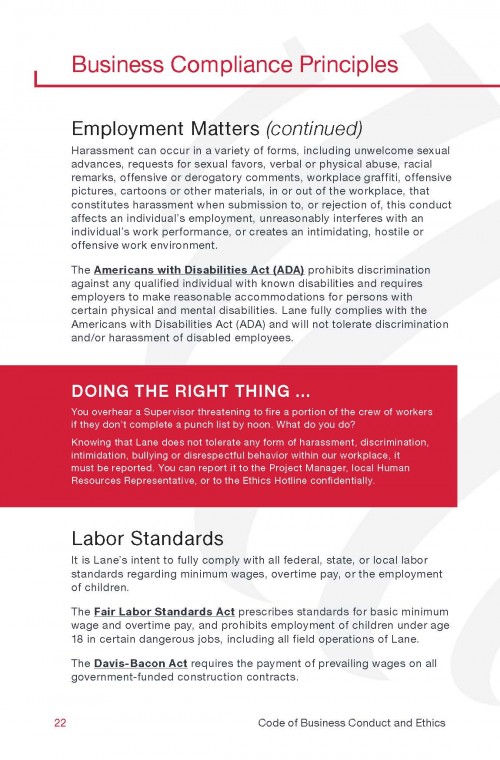 Business Compliance Principles
Employment Matters (continued)
Harassment can occur in a variety of forms, including unwelcome sexual
advances, requests for sexual favors, verbal or physical abuse, racial
remarks, offensive or derogatory comments, workplace graffiti, offensive
pictures, cartoons or other materials, in or out of the workplace, that
constitutes harassment when submission to, or rejection of, this conduct
affects an individual's employment, unreasonably interferes with an
individual's work performance, or creates an intimidating, hostile or
offensive work environment.
The Americans with Disabilities Act (ADA) prohibits discrimination
against any qualified individual with known disabilities and requires
employers to make reasonable accommodations for persons with
certain physical and mental disabilities. Lane fully complies with the
Americans with Disabilities Act (ADA) and will not tolerate discrimination
and/or harassment of disabled employees.
DOING THE RIGHT THING ...
You overhear a Supervisor threatening to fire a portion of the crew of workers
if they don't complete a punch list by noon. What do you do?
Knowing that Lane does not tolerate any form of harassment, discrimination,
intimidation, bullying or disrespectful behavior within our workplace, it
must be reported. You can report it to the Project Manager, local Human
Resources Representative, or to the Ethics Hotline confidentially.
Labor Standards
It is Lane's intent to fully comply with all federal, state, or local labor
standards regarding minimum wages, overtime pay, or the employment
of children.
The Fair Labor Standards Act prescribes standards for basic minimum
wage and overtime pay, and prohibits employment of children under age
18 in certain dangerous jobs, including all field operations of Lane.
The Davis-Bacon Act requires the payment of prevailing wages on all
government-funded construction contracts.
22 Code of Business Conduct and Ethics